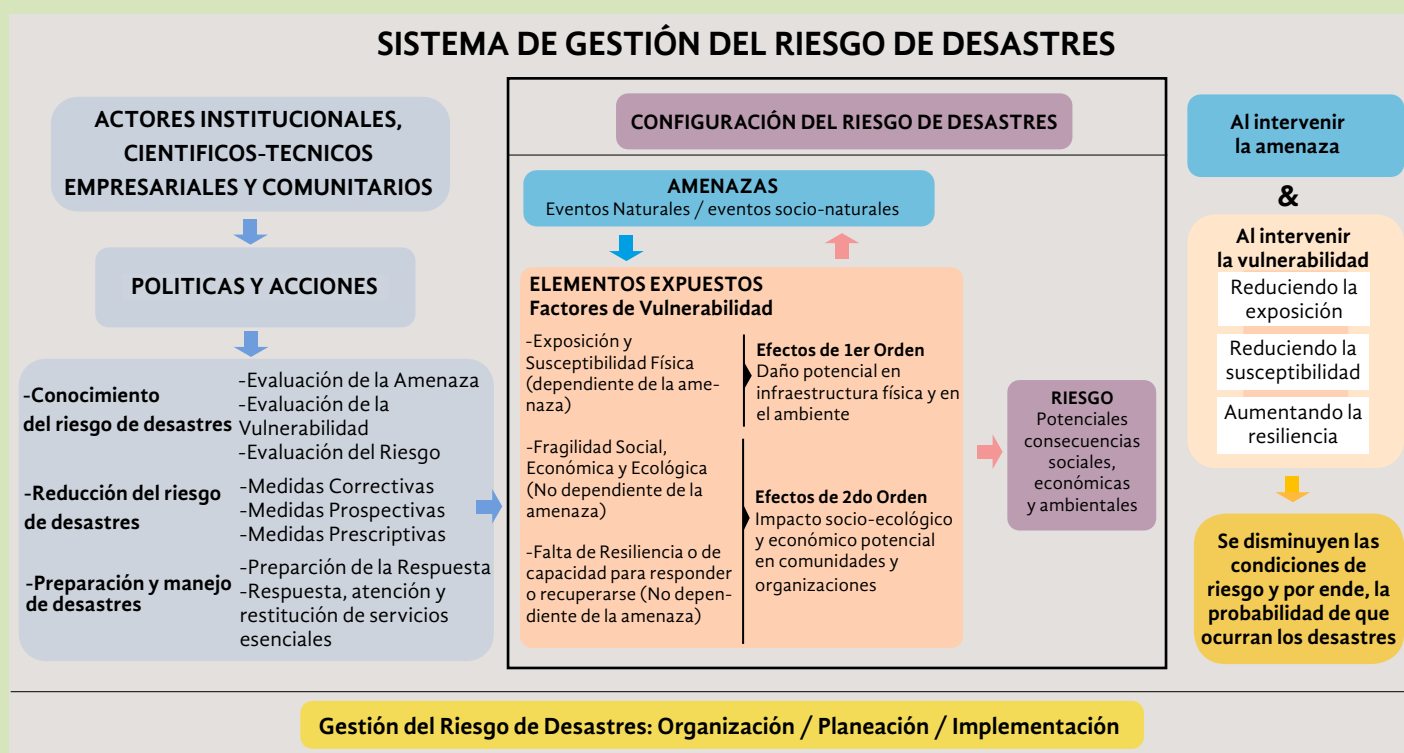 SISTEMA DE GESTIÓN DEL RIESGO DE DESASTRES
ACTORES INSTITUCIONALES,
CIENTIFICOS-TECNICOS
EMPRESARIALES Y COMUNITARIOS
POLITICAS Y ACCIONES
-Conocimiento
del riesgo de desastres
-Evaluación de la Amenaza
-Evaluación de la
Vulnerabilidad
-Evaluación del Riesgo
-Reducción del riesgo
de desastres
-Medidas Correctivas
-Medidas Prospectivas
-Medidas Prescriptivas
-Preparación y manejo
de desastres
-Preparción de la Respuesta
-Respuesta, atención y
restitución de servicios
esenciales
CONFIGURACIÓN DEL RIESGO DE DESASTRES
AMENAZAS
Eventos Naturales / eventos socio-naturales
ELEMENTOS EXPUESTOS
Factores de Vulnerabilidad
-Exposición y
Susceptibilidad Física
(dependiente de la ame-
naza)
Efectos de 1er Orden
Daño potencial en
infraestructura física y en
el ambiente
-Fragilidad Social,
Económica y Ecológica
(No dependiente de la
amenaza)
-Falta de Resiliencia o de
capacidad para responder
o recuperarse (No depen-
diente de la amenaza)
Efectos de 2do Orden
Impacto socio-ecológico
y económico potencial
en comunidades y
organizaciones
RIESGO
Potenciales
consecuencias
sociales,
económicas
y ambientales
Al intervenir
la amenaza
&
Al intervenir
la vulnerabilidad
Reduciendo la
exposición
Reduciendo la
susceptibilidad
Aumentando la
resiliencia
Se disminuyen las
condiciones de
riesgo y por ende, la
probabilidad de que
ocurran los desastres
Gestión del Riesgo de Desastres: Organización / Planeación / Implementación